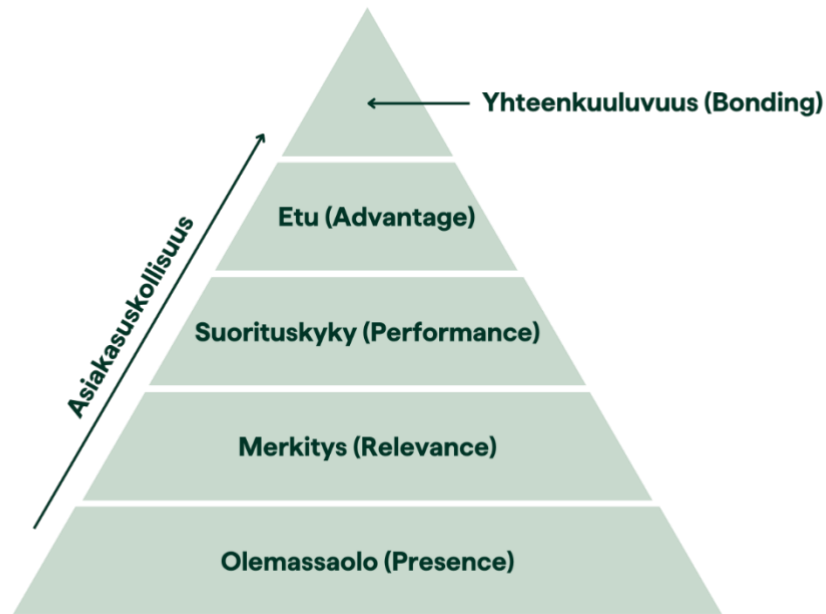 Yhteenkuuluvuus (Bonding)
Etu (Advantage)
Asiakasuskollisuus
Suorituskyky (Performance)
Merkitys (Relevance)
Olemassaolo (Presence)